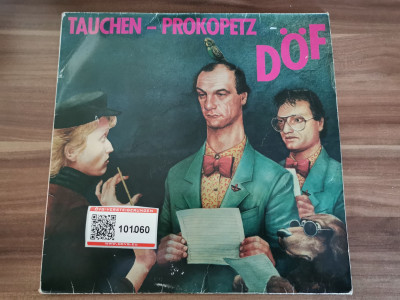 TAUCHEN – PROKOPETZ
DÖF
101060